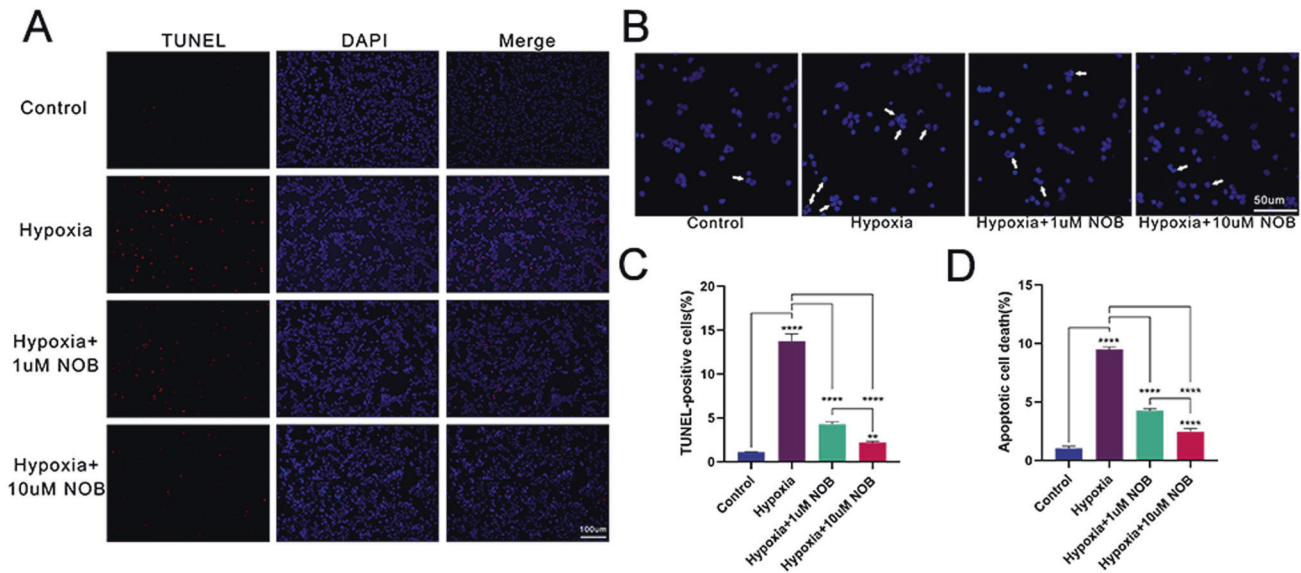 A
TUNEL DAPI Merge
Control
Hypoxia
Hypoxia+
1uM NOB
Hypoxia+
10uM NOB
100um
B
Control Hypoxia Hypoxia+1uM NOB Hypoxia+10uM NOB
50um
C
TUNEL-positive cells(%)
20
15
10
5
0
****
**** ****
**
Control Hypoxia Hypoxia+1uM NOB Hypoxia+10uM NOB
D
Apoptotic cell death(%)
15
10
5
0
****
**** ****
****
Control Hypoxia Hypoxia+1uM NOB Hypoxia+10uM NOB